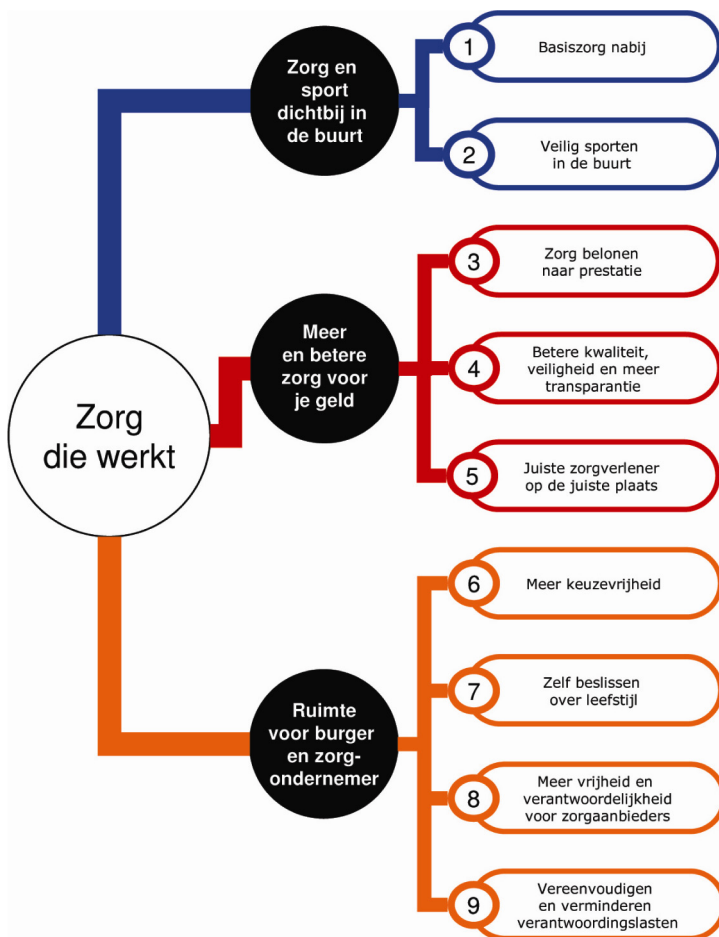 Zorg
die werkt
Zorg en
sport
dichtbij in
de buurt
1
Basiszorg nabij
2
Veilig sporten
in de buurt
Meer
en betere
zorg voor
je geld
3
Zorg belonen
naar prestatie
4
Betere kwaliteit,
veiligheid en meer
transparantie
5
Juiste zorgverlener
op de juiste plaats
Ruimte
voor burger
en zorg-
ondernemer
6
Meer keuzevrijheid
7
Zelf beslissen
over leefstijl
8
Meer vrijheid en
verantwoordelijkheid
voor zorgaanbieders
9
Vereenvoudigen
en verminderen
verantwoordingslasten